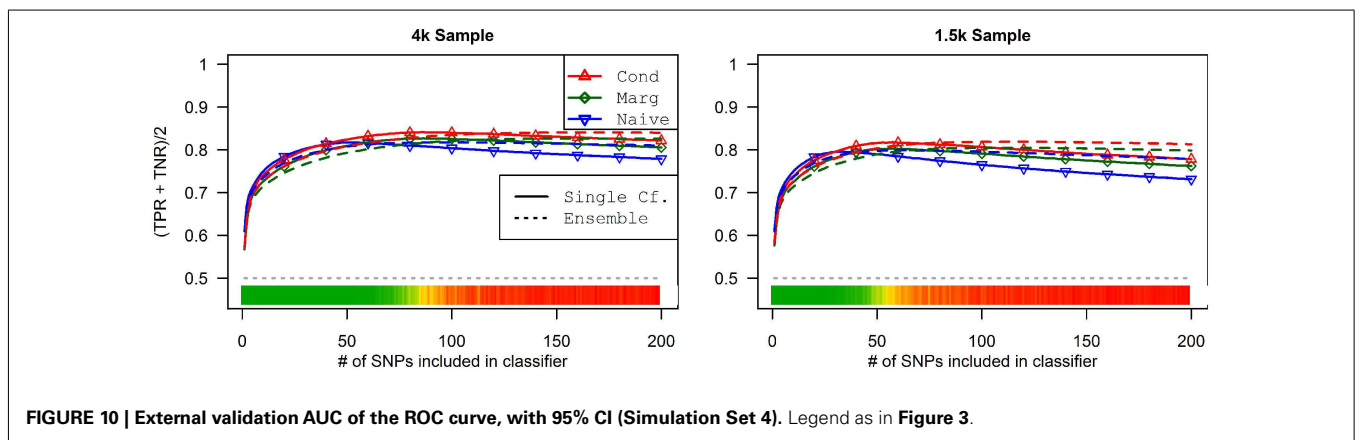 4k Sample
1.5k Sample
(TPR + TNR)/2
1
0.9
0.8
0.7
0.6
0.5
Cond
Marg
Naive
Single Cf.
Ensemble
0 50 100 150 200
# of SNPs included in classifier
1
0.9
0.8
0.7
0.6
0.5
0 50 100 150 200
# of SNPs included in classifier
FIGURE 10 | External validation AUC of the ROC curve, with 95% CI (Simulation Set 4). Legend as in Figure 3.